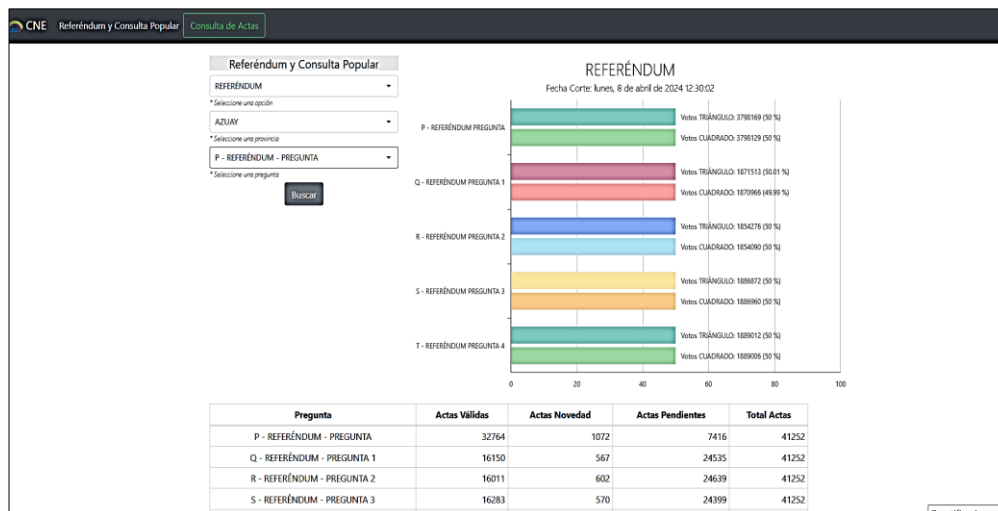 CNE Referéndum y Consulta Popular Consulta de Actas
Referéndum y Consulta Popular
REFERÉNDUM
* Seleccione una opción
AZUAY
* Seleccione una provincia
P - REFERÉNDUM - PREGUNTA
* Seleccione una pregunta
Buscar
REFERÉNDUM
Fecha Corte: lunes, 8 de abril de 2024 12:30:02
P - REFERÉNDUM PREGUNTA
Votos TRIÁNGULO: 3798169 (50 %)
Votos CUADRADO: 3798129 (50 %)
Q - REFERÉNDUM PREGUNTA 1
Votos TRIÁNGULO: 1871513 (50.01 %)
Votos CUADRADO: 1870966 (49.99 %)
R - REFERÉNDUM PREGUNTA 2
Votos TRIÁNGULO: 1854276 (50 %)
Votos CUADRADO: 1854090 (50 %)
S - REFERÉNDUM PREGUNTA 3
Votos TRIÁNGULO: 1886872 (50 %)
Votos CUADRADO: 1886960 (50 %)
T - REFERÉNDUM PREGUNTA 4
Votos TRIÁNGULO: 1889012 (50 %)
Votos CUADRADO: 1889006 (50 %)
0 20 40 60 80 100
Pregunta Actas Válidas Actas Novedad Actas Pendientes Total Actas
P - REFERÉNDUM - PREGUNTA 32764 1072 7416 41252
Q - REFERÉNDUM - PREGUNTA 1 16150 567 24535 41252
R - REFERÉNDUM - PREGUNTA 2 16011 602 24639 41252
S - REFERÉNDUM - PREGUNTA 3 16283 570 24399 41252